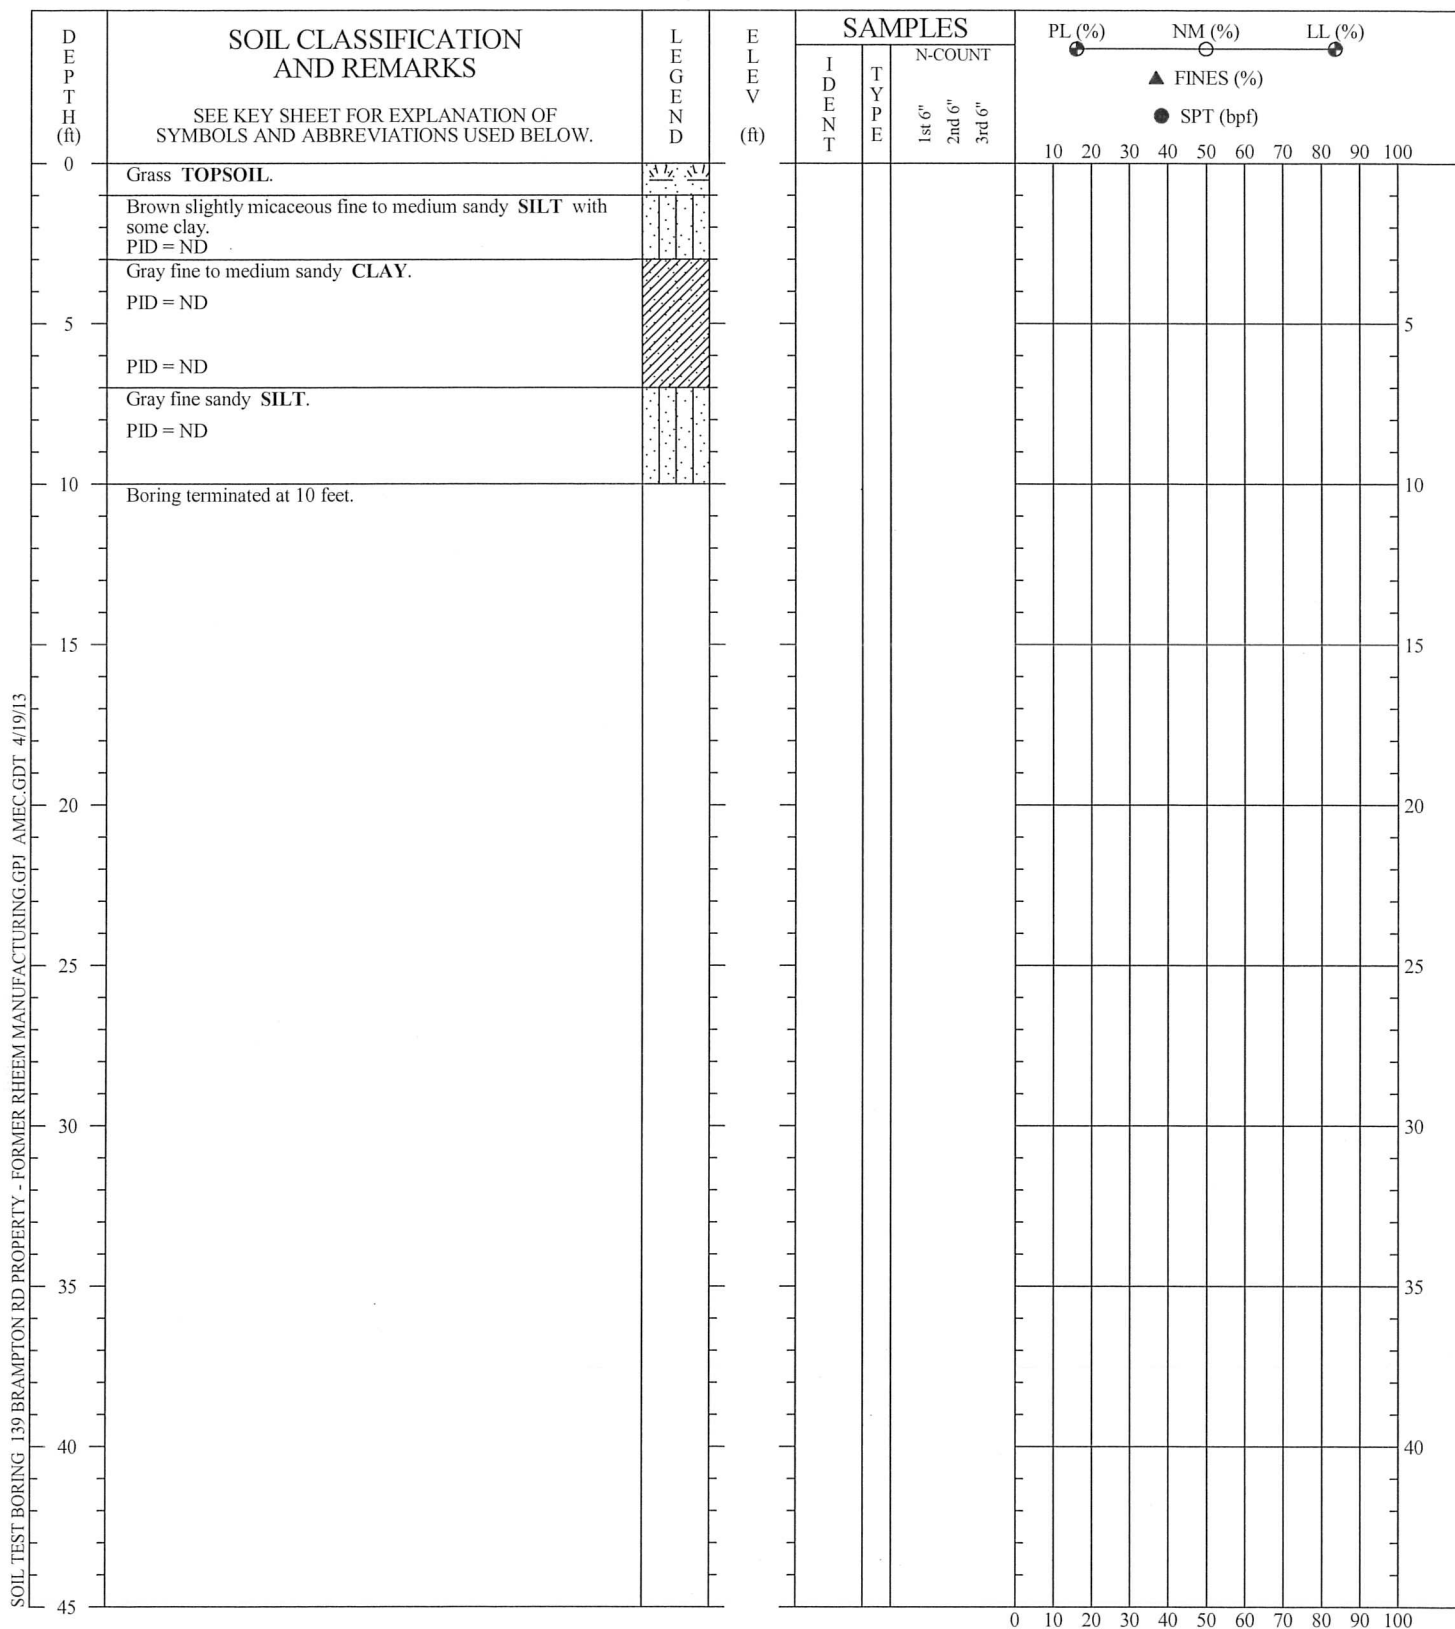 DEPTH (ft)
SOIL CLASSIFICATION
AND REMARKS
SEE KEY SHEET FOR EXPLANATION OF
SYMBOLS AND ABBREVIATIONS USED BELOW.
LEGEND
ELEV (ft)
SAMPLES
IDENT
TYPE
N-COUNT
1st 6"
2nd 6"
3rd 6"
PL (%) NM (%) LL (%)
▲ FINES (%)
● SPT (bpf)
10 20 30 40 50 60 70 80 90 100
0
Grass TOPSOIL.
Brown slightly micaceous fine to medium sandy SILT with
some clay.
PID = ND
Gray fine to medium sandy CLAY.
PID = ND
5 5
PID = ND
Gray fine sandy SILT.
PID = ND
10 10
Boring terminated at 10 feet.
15 15
20 20
25 25
30 30
35 35
40 40
45
0 10 20 30 40 50 60 70 80 90 100
SOIL TEST BORING 139 BRAMPTON RD PROPERTY - FORMER RHEEM MANUFACTURING.GPJ AMEC.GDT 4/19/13